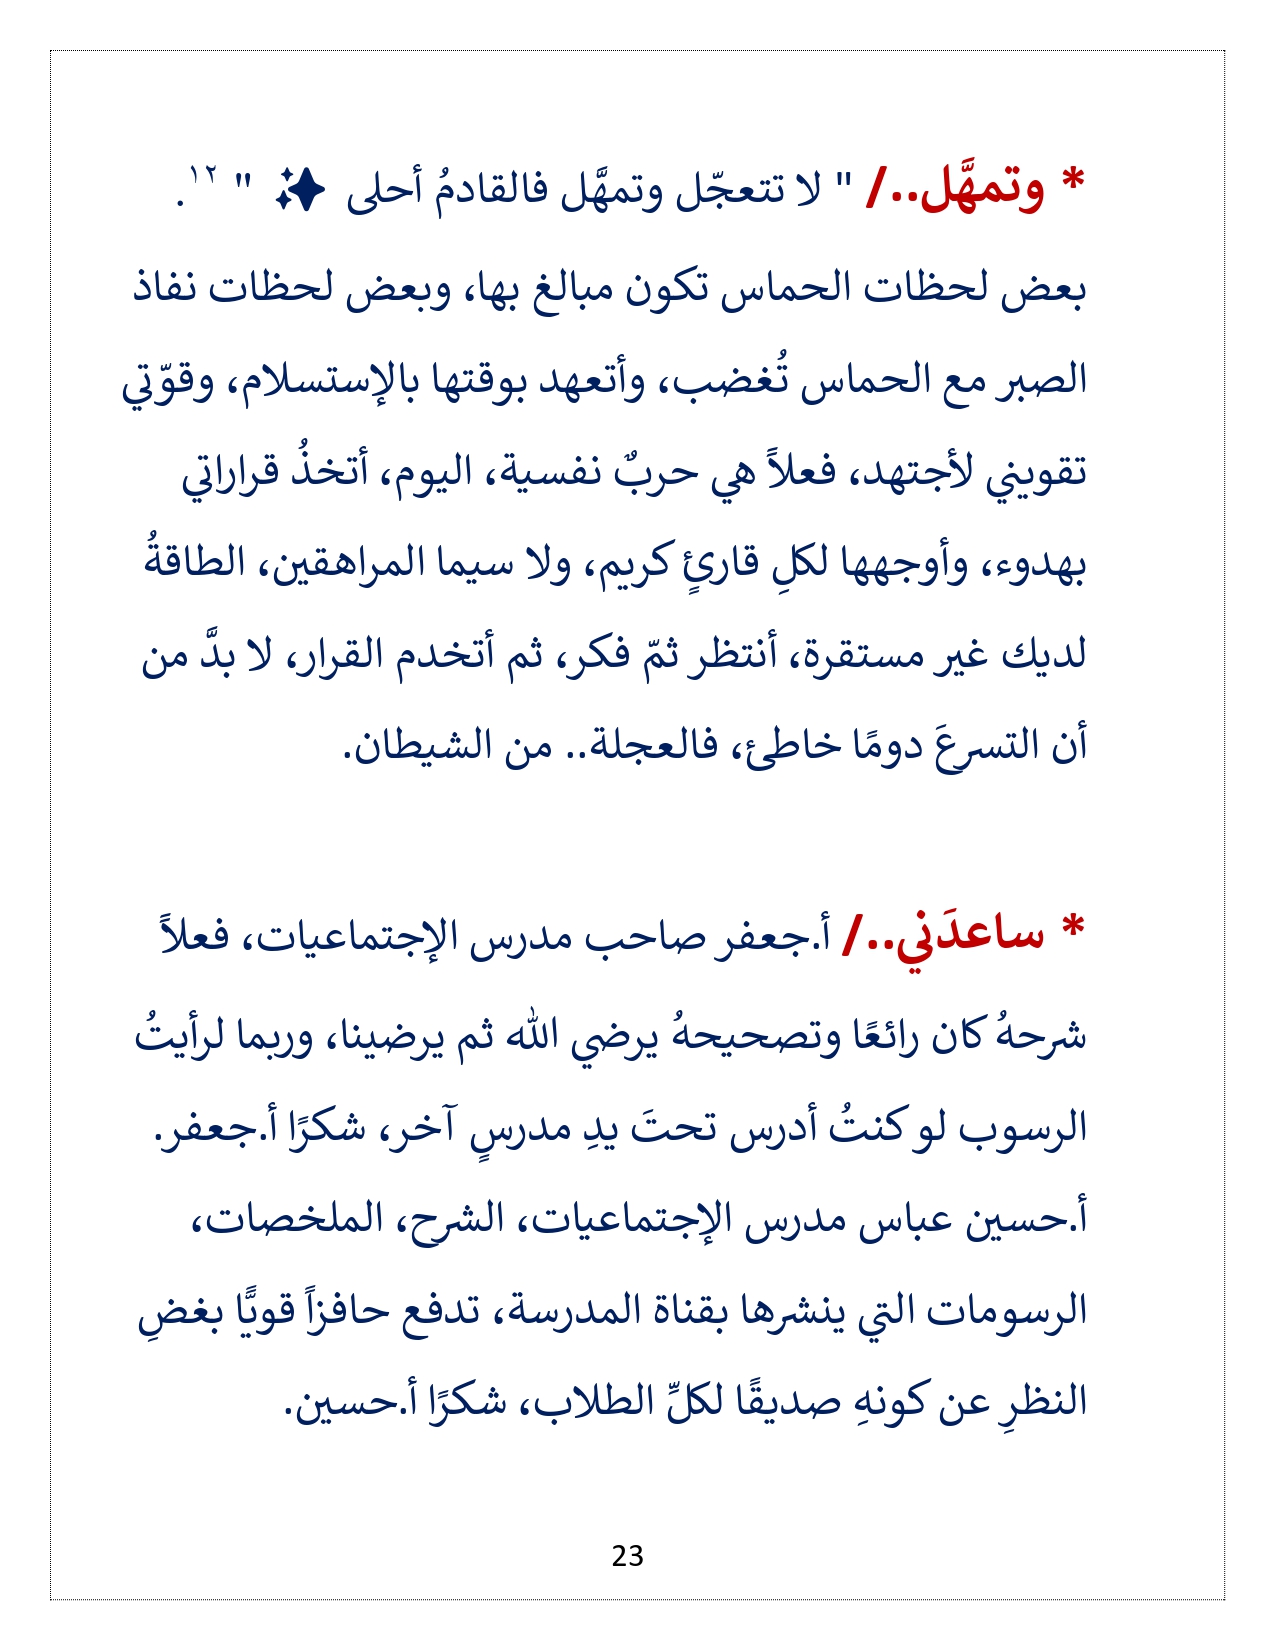 * وتمهَّل../ " لا تتعجّل وتمهَّل فالقادمُ أحلى ✨ " ١٢.
بعض لحظات الحماس تكون مبالغ بها، وبعض لحظات نفاذ
الصبر مع الحماس تُغضب، وأتعهد بوقتها بالإستسلام، وقوّتي
تقويني لأجتهد، فعلاً هي حربٌ نفسية، اليوم، أتخذُ قراراتي
بهدوء، وأوجهها لكلِ قارئٍ كريم، ولا سيما المراهقين، الطاقةُ
لديك غير مستقرة، أنتظر ثمّ فكر، ثم أتخدم القرار، لا بدَّ من
أن التسرعَ دومًا خاطئ، فالعجلة.. من الشيطان.
* ساعدَني../ أ.جعفر صاحب مدرس الإجتماعيات، فعلاً
شرحهُ كان رائعًا وتصحيحهُ يرضي الله ثم يرضينا، وربما لرأيتُ
الرسوب لو كنتُ أدرس تحتَ يدِ مدرسٍ آخر، شكرًا أ.جعفر.
أ.حسين عباس مدرس الإجتماعيات، الشرح، الملخصات،
الرسومات التي ينشرها بقناة المدرسة، تدفع حافزاً قويًّا بغضِ
النظرِ عن كونهِ صديقًا لكلِّ الطلاب، شكرًا أ.حسين.
23